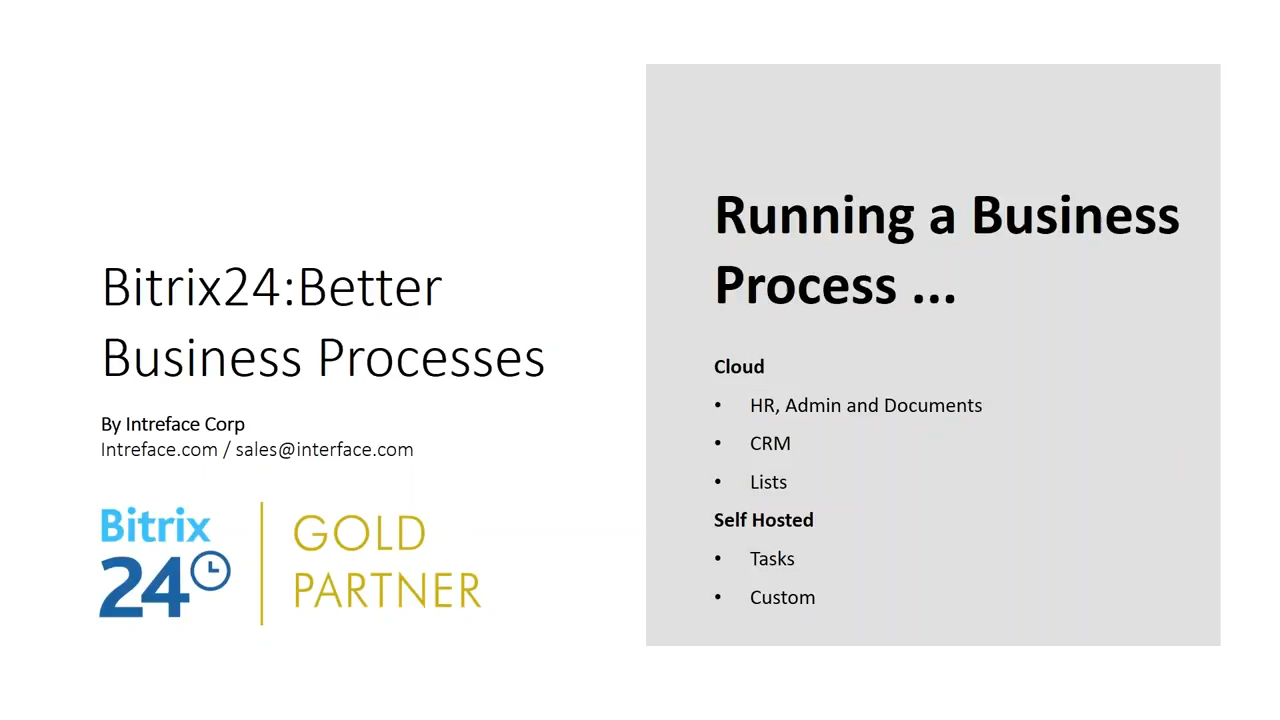 Bitrix24:Better
Business Processes
By Intreface Corp
Intreface.com / sales@interface.com
Bitrix
24
GOLD
PARTNER
Running a Business
Process ...
Cloud
• HR, Admin and Documents
• CRM
• Lists
Self Hosted
• Tasks
• Custom